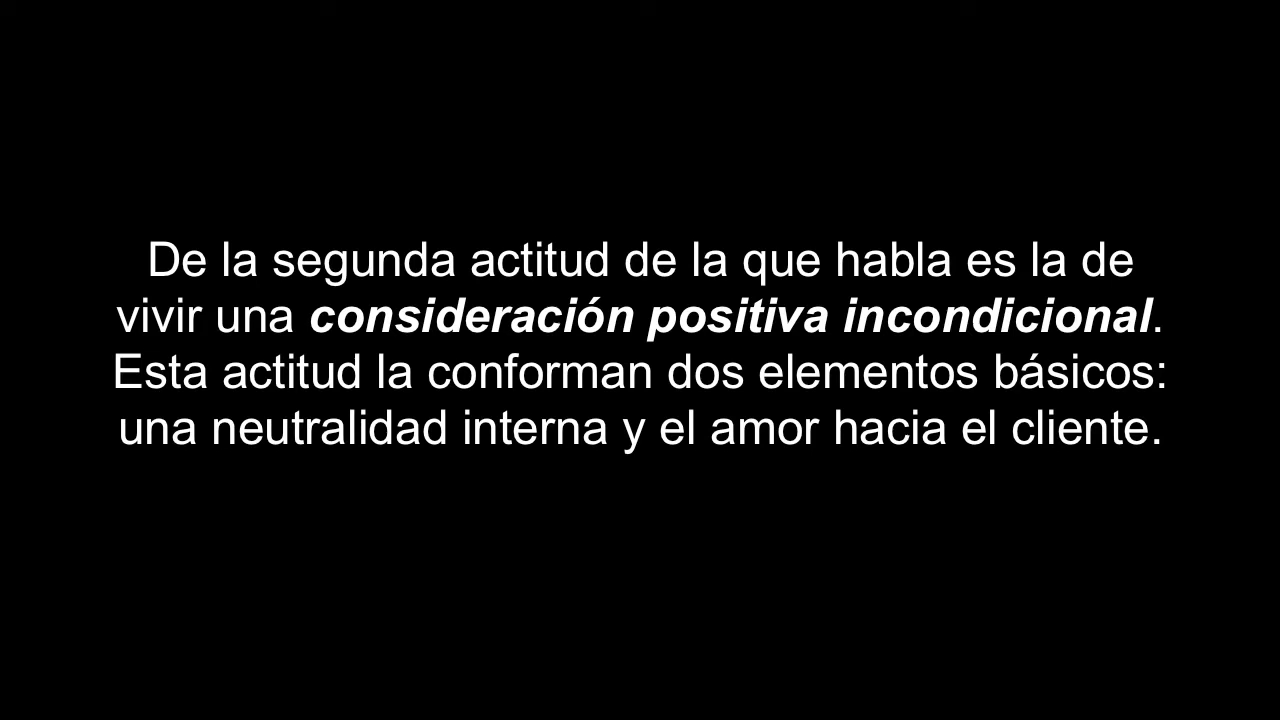 De la segunda actitud de la que habla es la de
vivir una consideración positiva incondicional.
Esta actitud la conforman dos elementos básicos:
una neutralidad interna y el amor hacia el cliente.